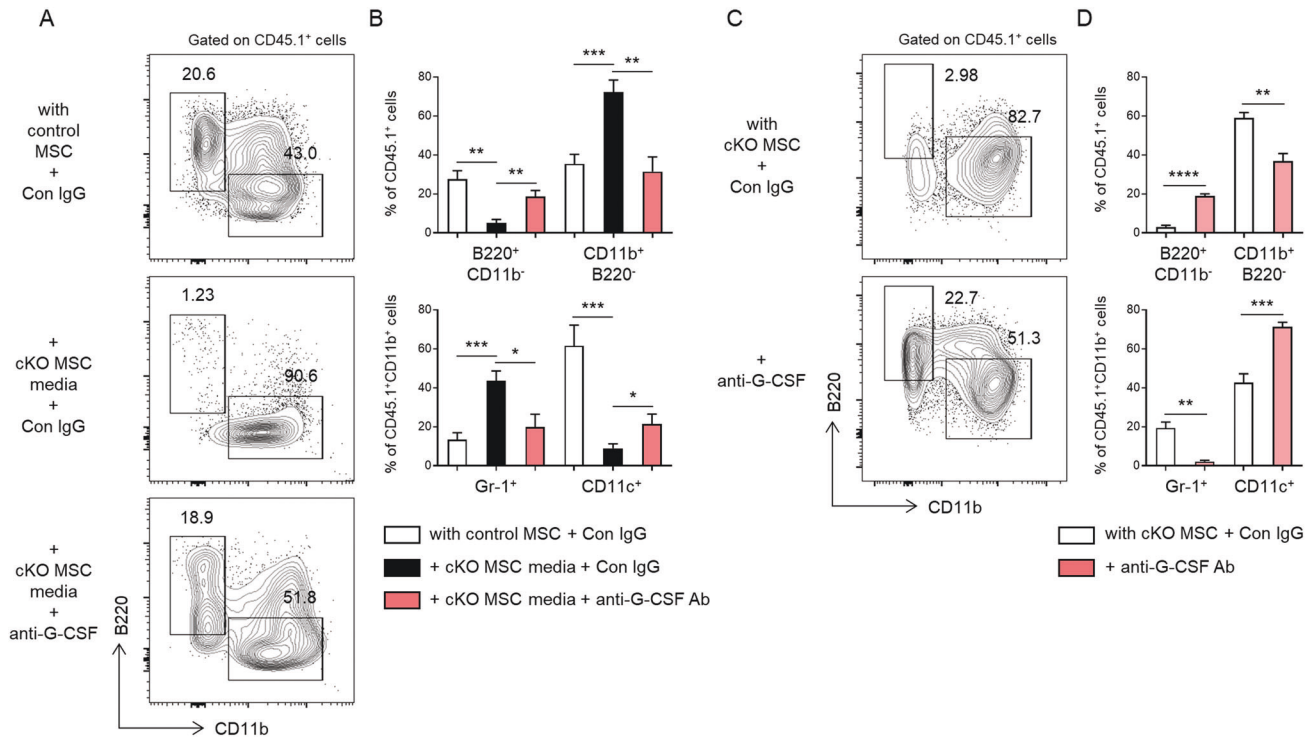 A
Gated on CD45.1+ cells
with
control
MSC
+
Con IgG
20.6
43.0
+
cKO MSC
media
+
Con IgG
1.23
90.6
+
cKO MSC
media
+
anti-G-CSF
18.9
51.8
B220
CD11b
B
% of CD45.1+ cells
80
60
40
20
0
**
**
***
**
B220+
CD11b-
CD11b+
B220-
% of CD45.1+CD11b+ cells
80
60
40
20
0
***
*
***
*
Gr-1+
CD11c+
with control MSC + Con IgG
+ cKO MSC media + Con IgG
+ cKO MSC media + anti-G-CSF Ab
C
Gated on CD45.1+ cells
with
cKO MSC
+
Con IgG
2.98
82.7
+
anti-G-CSF
22.7
51.3
B220
CD11b
D
% of CD45.1+ cells
80
60
40
20
0
****
**
B220+
CD11b-
CD11b+
B220-
% of CD45.1+CD11b+ cells
80
60
40
20
0
**
***
Gr-1+
CD11c+
with cKO MSC + Con IgG
+ anti-G-CSF Ab